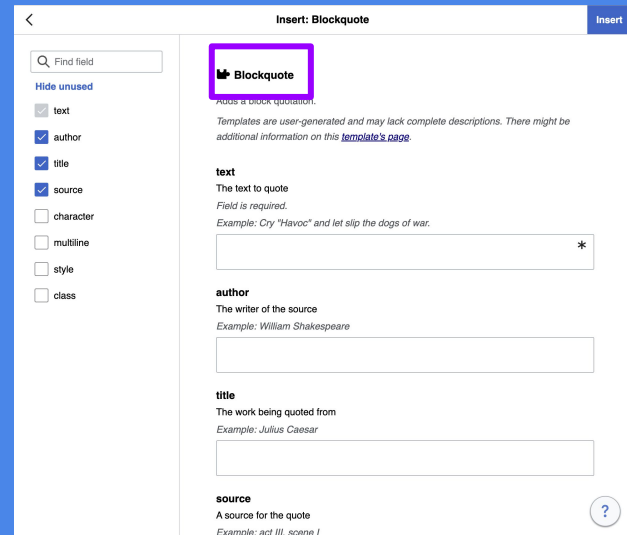 Insert: Blockquote
Insert
Find field
Hide unused
text
author
title
source
character
multiline
style
class
Blockquote
Adds a block quotation.
Templates are user-generated and may lack complete descriptions. There might be
additional information on this template's page.
text
The text to quote
Field is required.
Example: Cry "Havoc" and let slip the dogs of war.
*
author
The writer of the source
Example: William Shakespeare
title
The work being quoted from
Example: Julius Caesar
source
A source for the quote
Example: act III, scene I
?